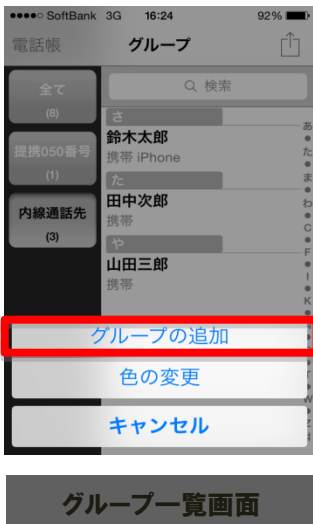 ●●●●○ SoftBank 3G 16:24 92%
電話帳 グループ
全て
(8)
検索
さ
鈴木太郎
携帯 iPhone
提携050番号
(1)
た
田中次郎
携帯
内線通話先
(3)
や
山田三郎
携帯
あ
た
ま
わ
C
F
I
K
W
Z
#
グループの追加
色の変更
キャンセル
グループ一覧画面